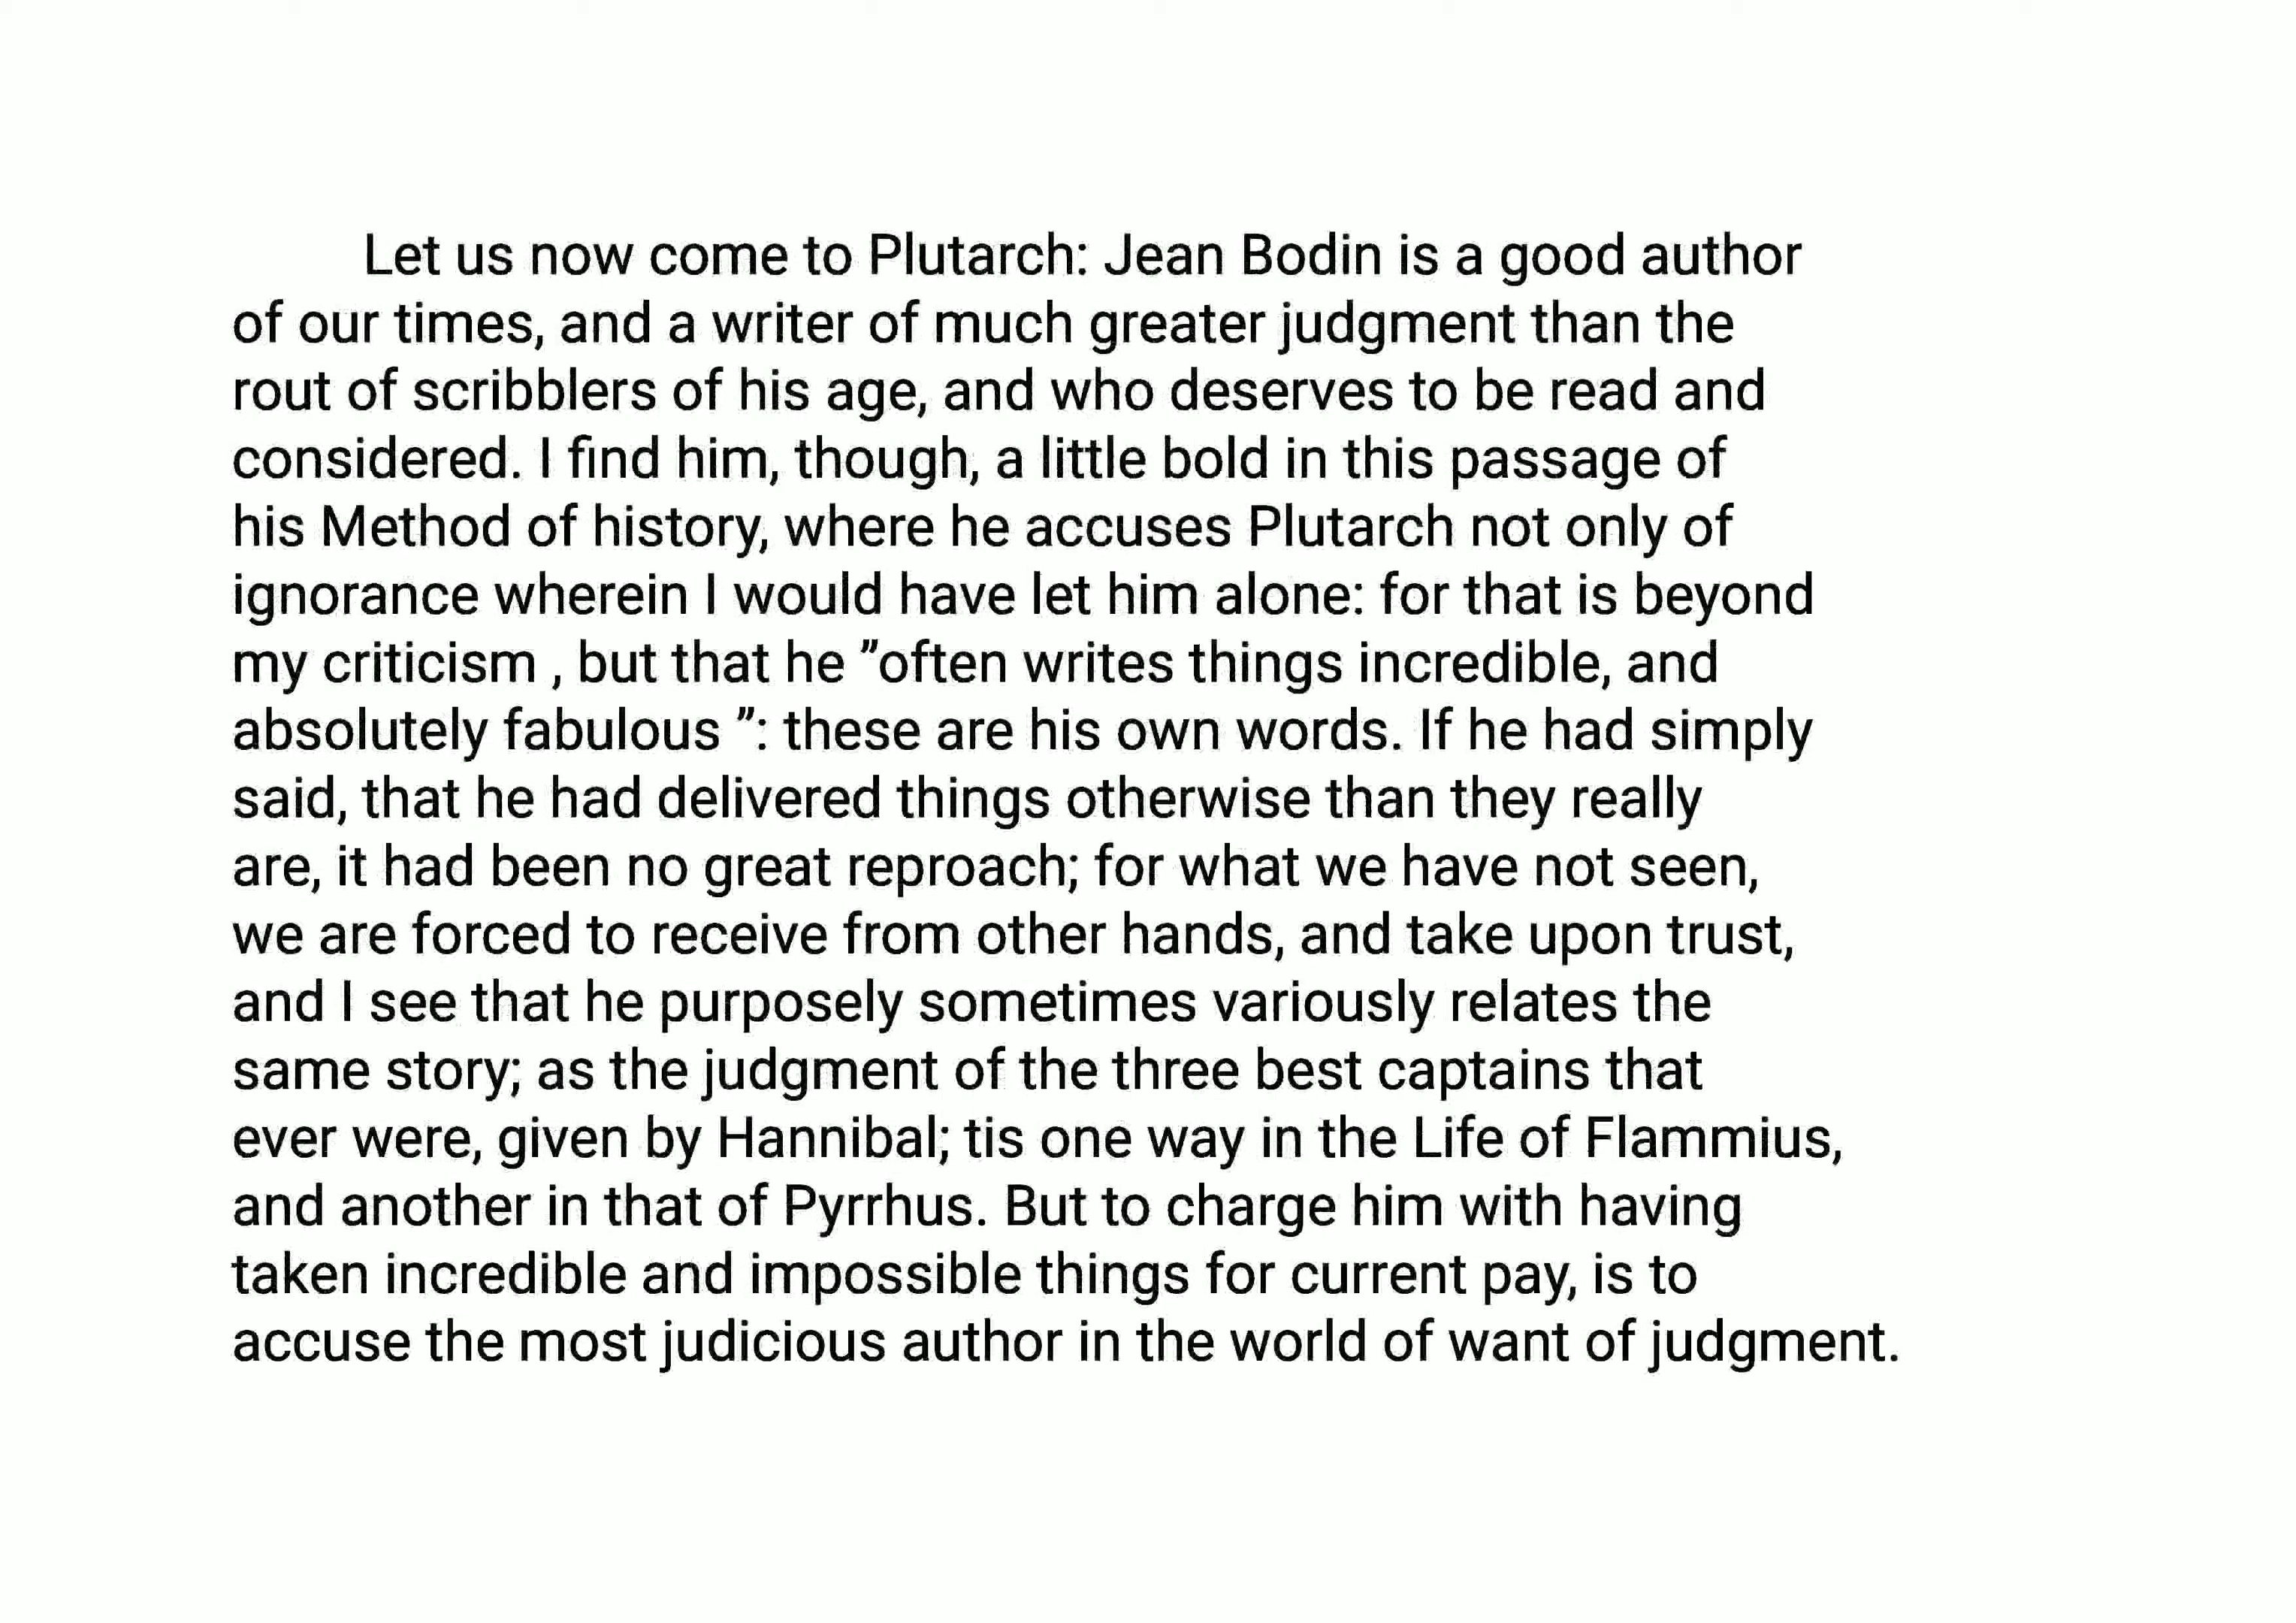 Let us now come to Plutarch: Jean Bodin is a good author
of our times, and a writer of much greater judgment than the
rout of scribblers of his age, and who deserves to be read and
considered. I find him, though, a little bold in this passage of
his Method of history, where he accuses Plutarch not only of
ignorance wherein I would have let him alone: for that is beyond
my criticism , but that he ”often writes things incredible, and
absolutely fabulous ”: these are his own words. If he had simply
said, that he had delivered things otherwise than they really
are, it had been no great reproach; for what we have not seen,
we are forced to receive from other hands, and take upon trust,
and I see that he purposely sometimes variously relates the
same story; as the judgment of the three best captains that
ever were, given by Hannibal; tis one way in the Life of Flammius,
and another in that of Pyrrhus. But to charge him with having
taken incredible and impossible things for current pay, is to
accuse the most judicious author in the world of want of judgment.